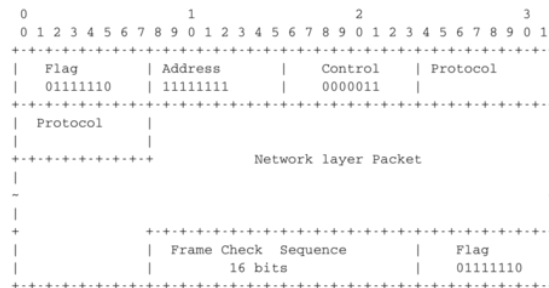 0 1 2 3
0 1 2 3 4 5 6 7 8 9 0 1 2 3 4 5 6 7 8 9 0 1 2 3 4 5 6 7 8 9 0 1
+-+-+-+-+-+-+-+-+-+-+-+-+-+-+-+-+-+-+-+-+-+-+-+-+-+-+-+-+-+-+-+-
| Flag | Address | Control | Protocol
| 01111110 | 11111111 | 0000011 |
+-+-+-+-+-+-+-+-+-+-+-+-+-+-+-+-+-+-+-+-+-+-+-+-+-+-+-+-+-+-+-+-
| Protocol |
| |
+-+-+-+-+-+-+-+-+ Network layer Packet
|
~
|
+ +-+-+-+-+-+-+-+-+-+-+-+-+-+-+-+-+-+-+-+-+-+-+-+-
| | Frame Check Sequence | Flag
| | 16 bits | 01111110
+-+-+-+-+-+-+-+-+-+-+-+-+-+-+-+-+-+-+-+-+-+-+-+-+-+-+-+-+-+-+-+-